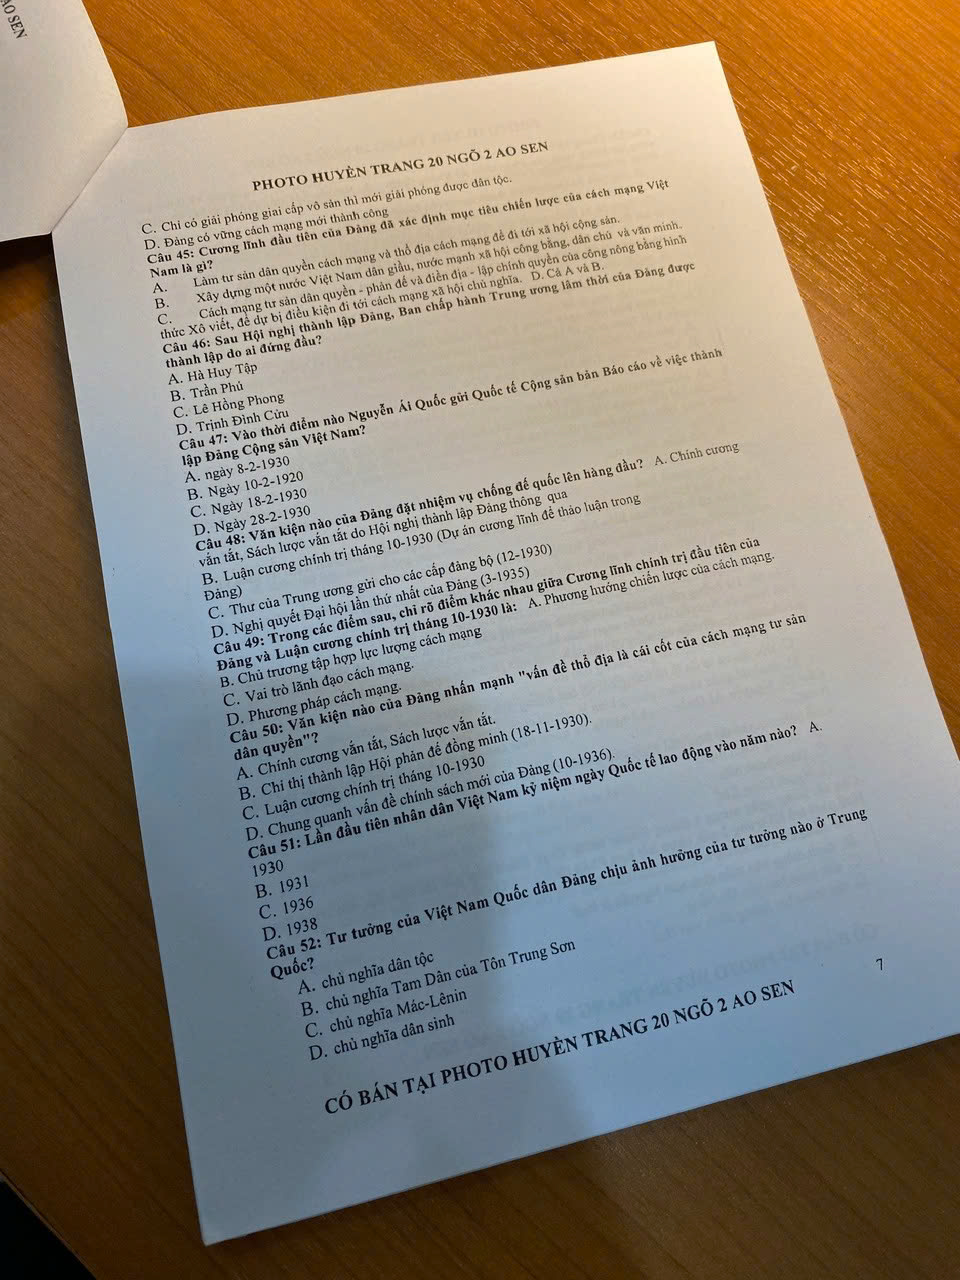 AO SEN
PHOTO HUYỀN TRANG 20 NGÕ 2 AO SEN
C. Chỉ có giải phóng giai cấp vô sản thì mới giải phóng được dân tộc.
D. Đảng có vững cách mạng mới thành công
Câu 45: Cương lĩnh đầu tiên của Đảng đã xác định mục tiêu chiến lược của cách mạng Việt
Nam là gì?
A. Làm tư sản dân quyền cách mạng và thổ địa cách mạng để đi tới xã hội cộng sản.
B. Xây dựng một nước Việt Nam dân giầu, nước mạnh xã hội công bằng, dân chủ và văn minh.
C. Cách mạng tư sản dân quyền - phản đế và điền địa - lập chính quyền của công nông bằng hình
thức Xô viết, để dự bị điều kiện đi tới cách mạng xã hội chủ nghĩa. D. Cả A và B.
Câu 46: Sau Hội nghị thành lập Đảng, Ban chấp hành Trung ương lâm thời của Đảng được
thành lập do ai đứng đầu?
A. Hà Huy Tập
B. Trần Phú
C. Lê Hồng Phong
D. Trịnh Đình Cửu
Câu 47: Vào thời điểm nào Nguyễn Ái Quốc gửi Quốc tế Cộng sản bản Báo cáo về việc thành
lập Đảng Cộng sản Việt Nam?
A. ngày 8-2-1930
B. Ngày 10-2-1920
C. Ngày 18-2-1930
D. Ngày 28-2-1930
Câu 48: Văn kiện nào của Đảng đặt nhiệm vụ chống đế quốc lên hàng đầu? A. Chính cương
vắn tắt, Sách lược vắn tắt do Hội nghị thành lập Đảng thông qua
B. Luận cương chính trị tháng 10-1930 (Dự án cương lĩnh để thảo luận trong
Đảng)
C. Thư của Trung ương gửi cho các cấp đảng bộ (12-1930)
D. Nghị quyết Đại hội lần thứ nhất của Đảng (3-1935)
Câu 49: Trong các điểm sau, chỉ rõ điểm khác nhau giữa Cương lĩnh chính trị đầu tiên của
Đảng và Luận cương chính trị tháng 10-1930 là: A. Phương hướng chiến lược của cách mạng.
B. Chủ trương tập hợp lực lượng cách mạng
C. Vai trò lãnh đạo cách mạng.
D. Phương pháp cách mạng.
Câu 50: Văn kiện nào của Đảng nhấn mạnh "vấn đề thổ địa là cái cốt của cách mạng tư sản
dân quyền"?
A. Chính cương vắn tắt, Sách lược vắn tắt.
B. Chỉ thị thành lập Hội phản đế đồng minh (18-11-1930).
C. Luận cương chính trị tháng 10-1930
D. Chung quanh vấn đề chính sách mới của Đảng (10-1936).
Câu 51: Lần đầu tiên nhân dân Việt Nam kỷ niệm ngày Quốc tế lao động vào năm nào? A.
1930
B. 1931
C. 1936
D. 1938
Câu 52: Tư tưởng của Việt Nam Quốc dân Đảng chịu ảnh hưởng của tư tưởng nào ở Trung
Quốc?
A. chủ nghĩa dân tộc
B. chủ nghĩa Tam Dân của Tôn Trung Sơn
C. chủ nghĩa Mác-Lênin
D. chủ nghĩa dân sinh
7
CÓ BÁN TẠI PHOTO HUYỀN TRANG 20 NGÕ 2 AO SEN